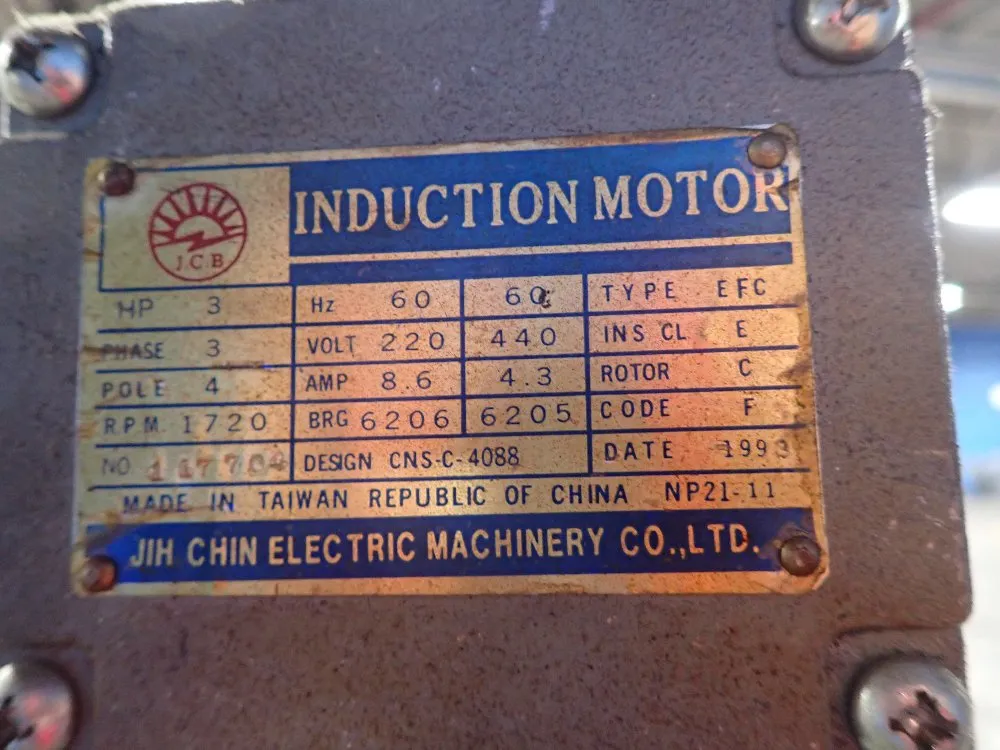 J.C.B
INDUCTION MOTOR
HP 3 Hz 60 60 TYPE EFC
PHASE 3 VOLT 220 440 INS CL E
POLE 4 AMP 8.6 4.3 ROTOR C
RPM. 1720 BRG 6206 6205 CODE F
NO DESIGN CNS-C-4088 DATE 1993
MADE IN TAIWAN REPUBLIC OF CHINA NP21-11
JIH CHIN ELECTRIC MACHINERY CO.,LTD.